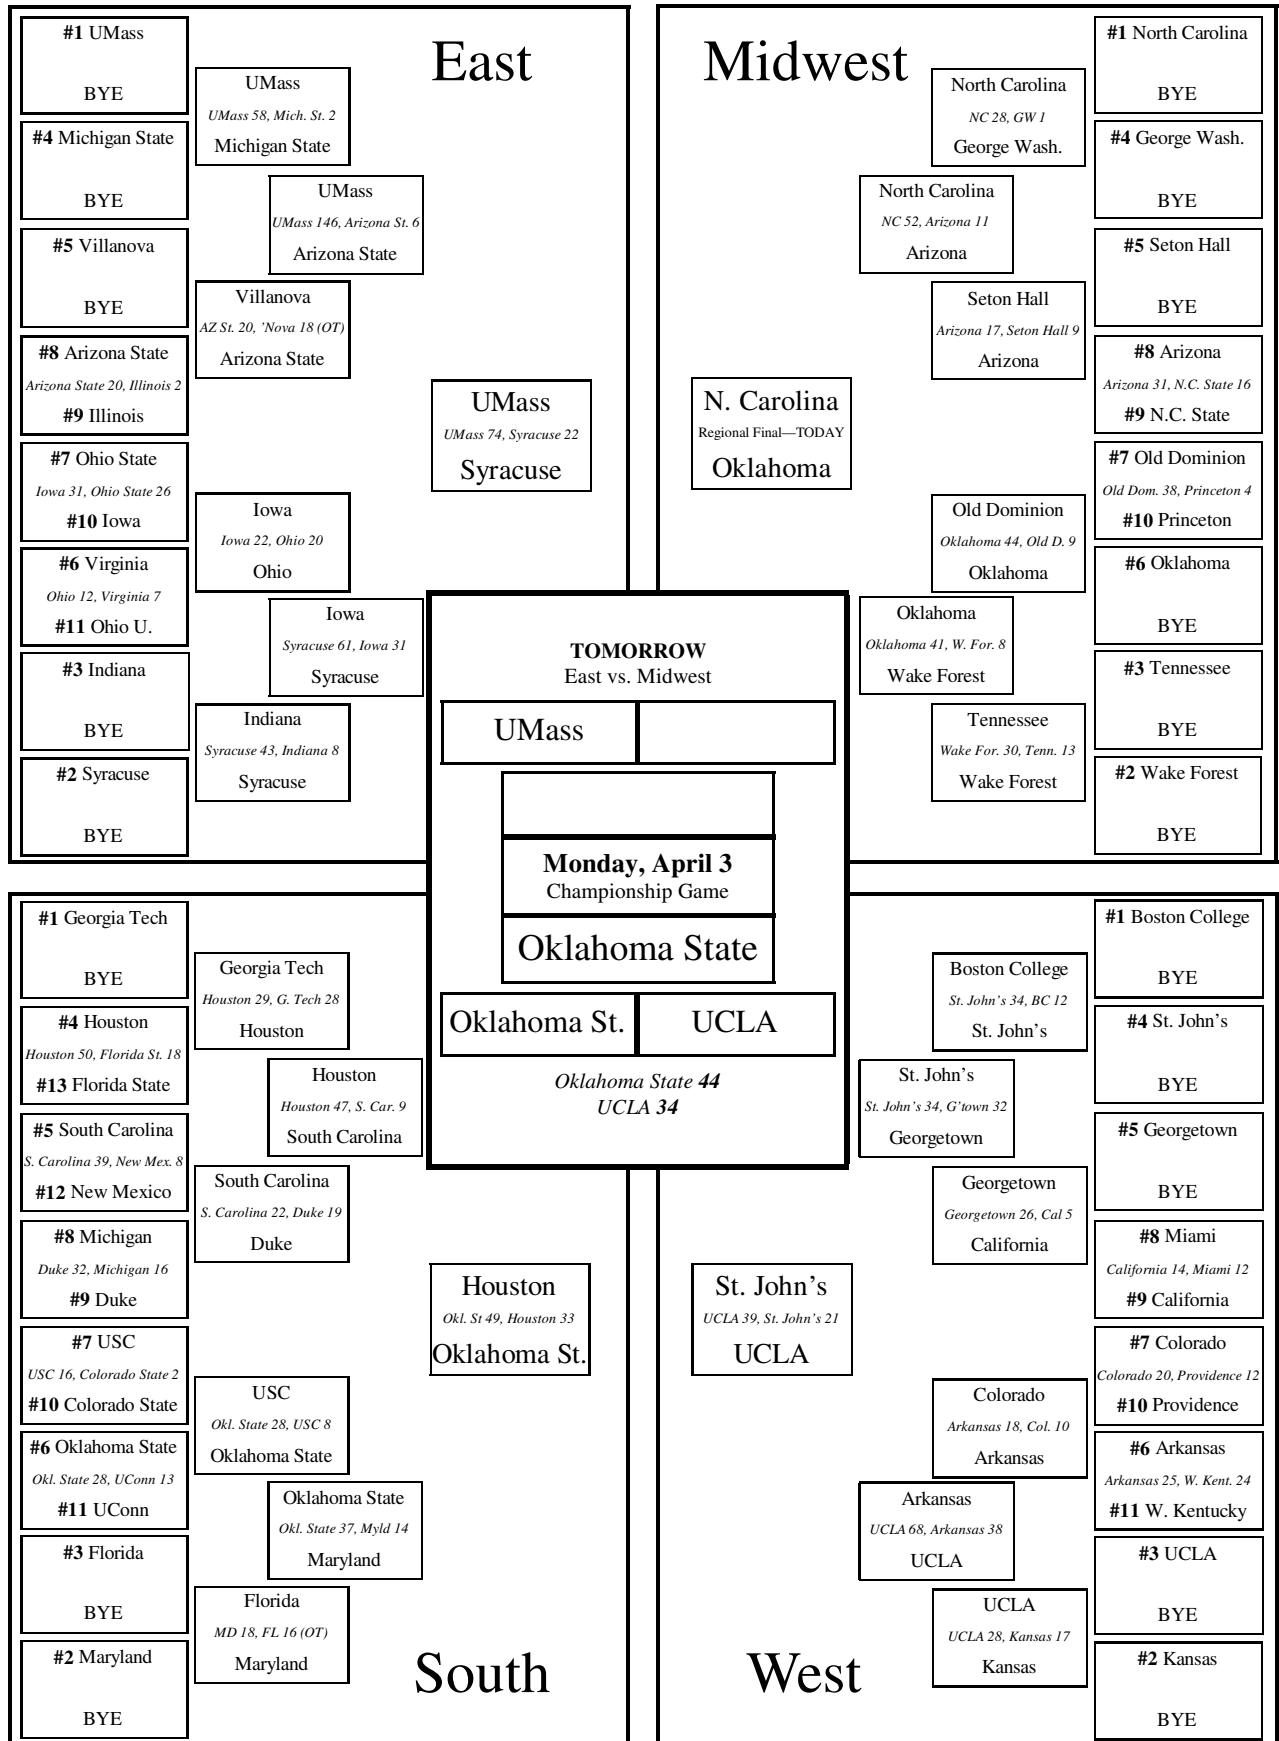 East
#1 UMass
BYE
#4 Michigan State
BYE
#5 Villanova
BYE
#8 Arizona State
Arizona State 20, Illinois 2
#9 Illinois
#7 Ohio State
Iowa 31, Ohio State 26
#10 Iowa
#6 Virginia
Ohio 12, Virginia 7
#11 Ohio U.
#3 Indiana
BYE
#2 Syracuse
BYE
UMass
UMass 58, Mich. St. 2
Michigan State
Villanova
AZ St. 20, 'Nova 18 (OT)
Arizona State
Iowa
Iowa 22, Ohio 20
Ohio
Indiana
Syracuse 43, Indiana 8
Syracuse
UMass
UMass 146, Arizona St. 6
Arizona State
Iowa
Syracuse 61, Iowa 31
Syracuse
UMass
UMass 74, Syracuse 22
Syracuse
Midwest
#1 North Carolina
BYE
#4 George Wash.
BYE
#5 Seton Hall
BYE
#8 Arizona
Arizona 31, N.C. State 16
#9 N.C. State
#7 Old Dominion
Old Dom. 38, Princeton 4
#10 Princeton
#6 Oklahoma
BYE
#3 Tennessee
BYE
#2 Wake Forest
BYE
North Carolina
NC 28, GW 1
George Wash.
Seton Hall
Arizona 17, Seton Hall 9
Arizona
Old Dominion
Oklahoma 44, Old D. 9
Oklahoma
Tennessee
Wake For. 30, Tenn. 13
Wake Forest
North Carolina
NC 52, Arizona 11
Arizona
Oklahoma
Oklahoma 41, W. For. 8
Wake Forest
N. Carolina
Regional Final—TODAY
Oklahoma
TOMORROW
East vs. Midwest
UMass
Monday, April 3
Championship Game
Oklahoma State
Oklahoma St.
UCLA
Oklahoma State 44
UCLA 34
#1 Georgia Tech
BYE
#4 Houston
Houston 50, Florida St. 18
#13 Florida State
#5 South Carolina
S. Carolina 39, New Mex. 8
#12 New Mexico
#8 Michigan
Duke 32, Michigan 16
#9 Duke
#7 USC
USC 16, Colorado State 2
#10 Colorado State
#6 Oklahoma State
Okl. State 28, UConn 13
#11 UConn
#3 Florida
BYE
#2 Maryland
BYE
Georgia Tech
Houston 29, G. Tech 28
Houston
South Carolina
S. Carolina 22, Duke 19
Duke
USC
Okl. State 28, USC 8
Oklahoma State
Florida
MD 18, FL 16 (OT)
Maryland
Houston
Houston 47, S. Car. 9
South Carolina
Oklahoma State
Okl. State 37, Myld 14
Maryland
Houston
Okl. St 49, Houston 33
Oklahoma St.
South
#1 Boston College
BYE
#4 St. John's
BYE
#5 Georgetown
BYE
#8 Miami
California 14, Miami 12
#9 California
#7 Colorado
Colorado 20, Providence 12
#10 Providence
#6 Arkansas
Arkansas 25, W. Kent. 24
#11 W. Kentucky
#3 UCLA
BYE
#2 Kansas
BYE
Boston College
St. John's 34, BC 12
St. John's
Georgetown
Georgetown 26, Cal 5
California
Colorado
Arkansas 18, Col. 10
Arkansas
UCLA
UCLA 28, Kansas 17
Kansas
St. John's
St. John's 34, G'town 32
Georgetown
Arkansas
UCLA 68, Arkansas 38
UCLA
St. John's
UCLA 39, St. John's 21
UCLA
West